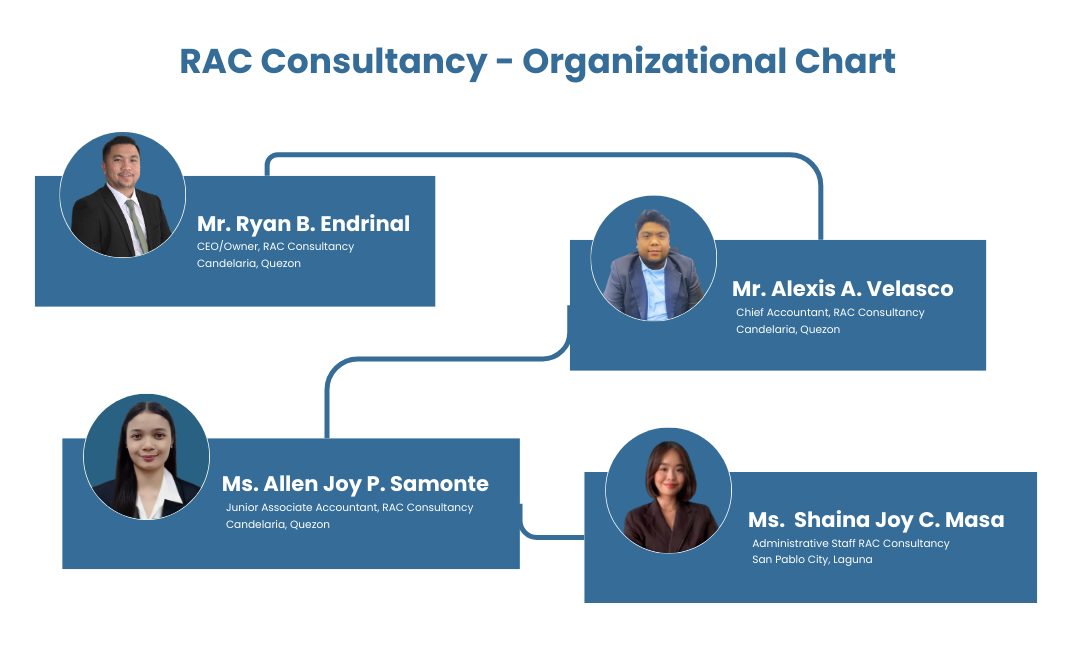 RAC Consultancy - Organizational Chart
Mr. Ryan B. Endrinal
CEO/Owner, RAC Consultancy
Candelaria, Quezon
Mr. Alexis A. Velasco
Chief Accountant, RAC Consultancy
Candelaria, Quezon
Ms. Allen Joy P. Samonte
Junior Associate Accountant, RAC Consultancy
Candelaria, Quezon
Ms.  Shaina Joy C. Masa
Administrative Staff RAC Consultancy
San Pablo City, Laguna